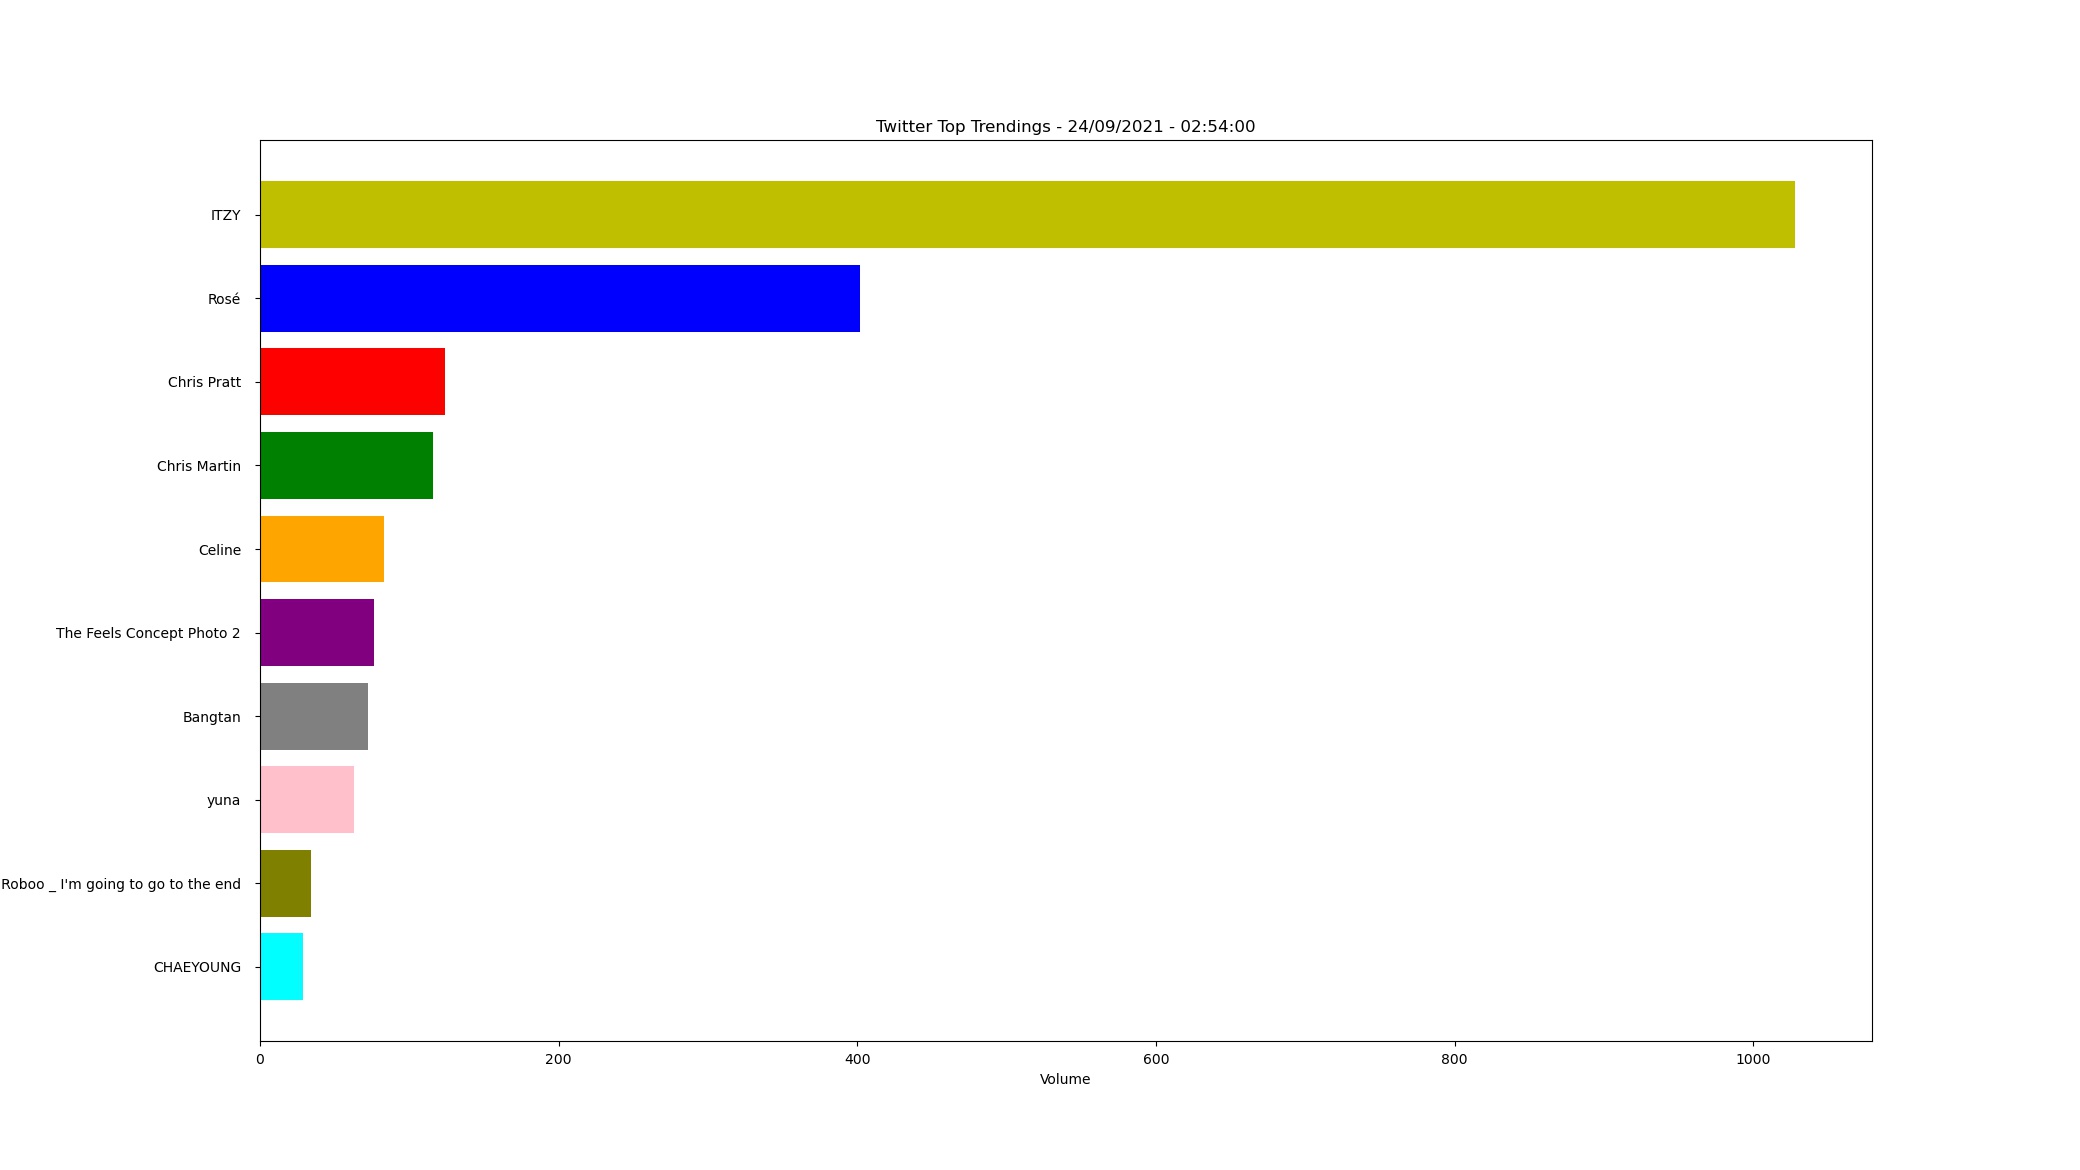 Twitter Top Trendings - 24/09/2021 - 02:54:00
ITZY
Rosé
Chris Pratt
Chris Martin
Celine
The Feels Concept Photo 2
Bangtan
yuna
Roboo _ I'm going to go to the end
CHAEYOUNG
0 200 400 600 800 1000
Volume